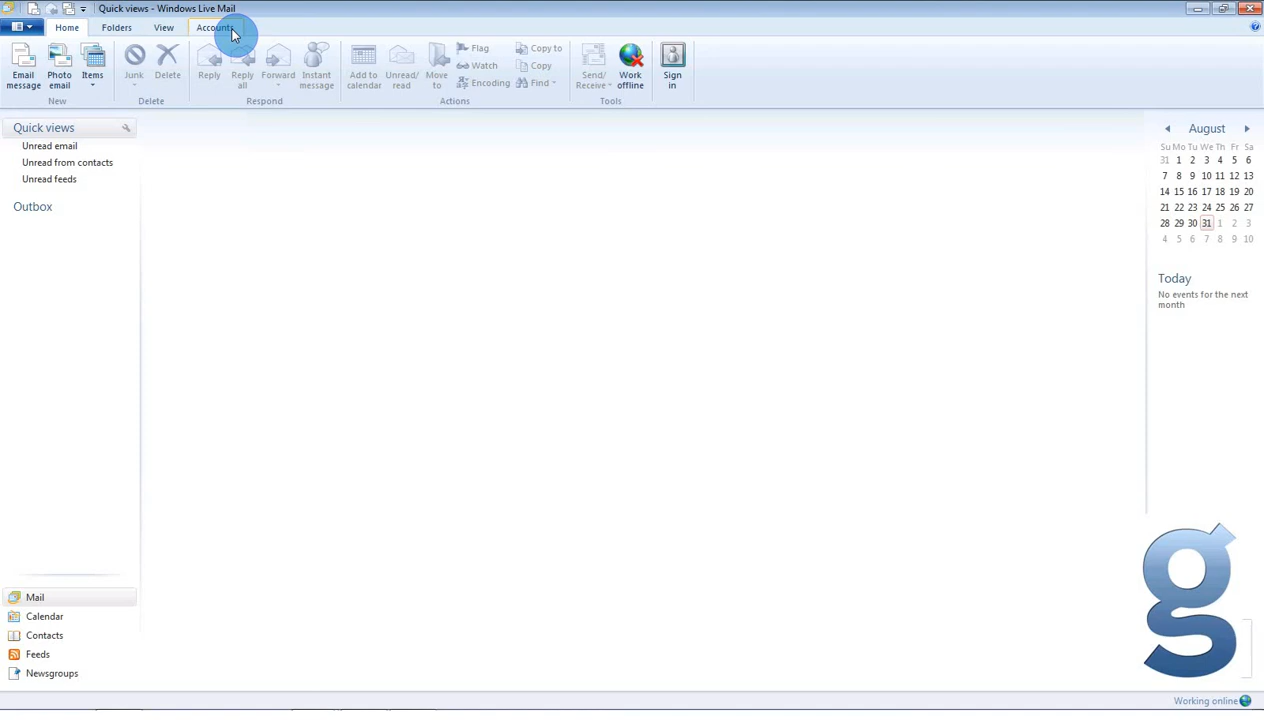 Quick views - Windows Live Mail
Home Folders View Accounts
Email message Photo email Items Junk Delete Reply Reply all Forward Instant message Add to calendar Unread/ read Move to Flag Watch Encoding Copy to Copy Find Send/ Receive Work offline Sign in
New Delete Respond Actions Tools
Quick views
Unread email
Unread from contacts
Unread feeds
Outbox
August
Su Mo Tu We Th Fr Sa
31 1 2 3 4 5 6
7 8 9 10 11 12 13
14 15 16 17 18 19 20
21 22 23 24 25 26 27
28 29 30 31 1 2 3
4 5 6 7 8 9 10
Today
No events for the next
month
Mail
Calendar
Contacts
Feeds
Newsgroups
g
Working online